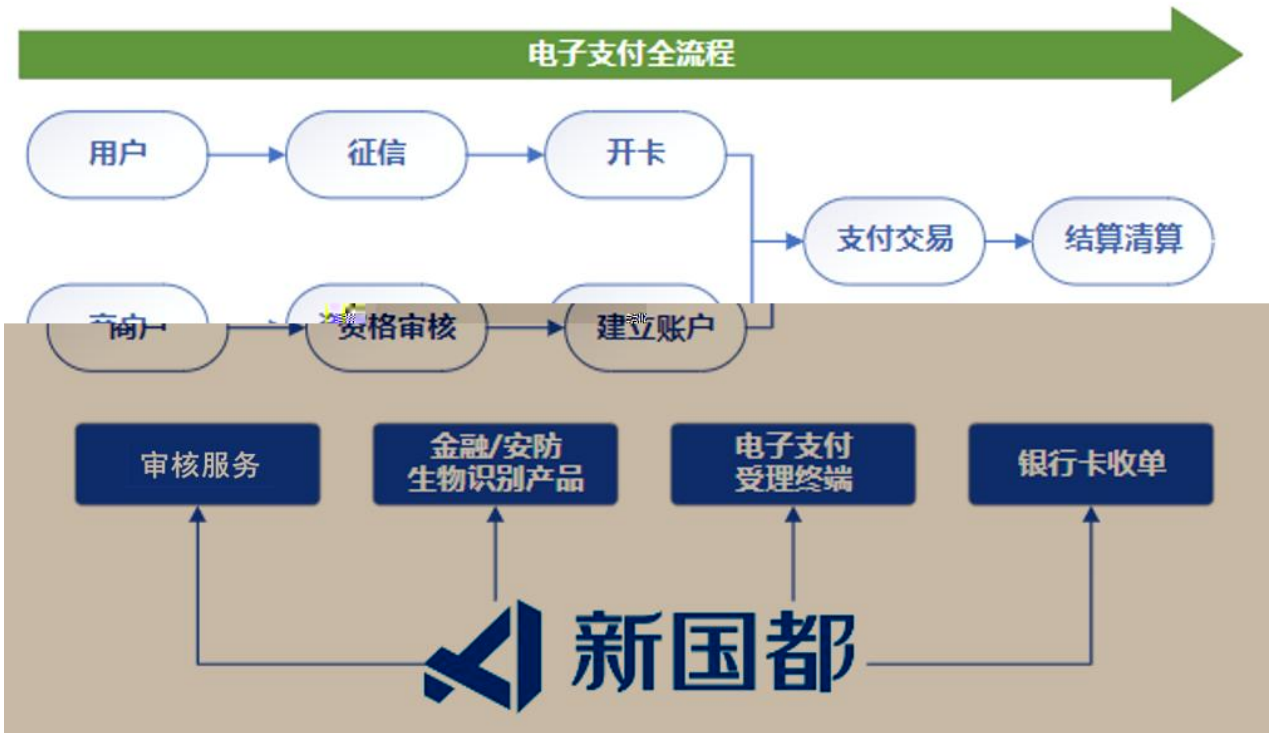 电子支付全流程
用户
征信
开卡
支付交易
结算清算
商户
资格审核
建立账户
审核服务
金融/安防
生物识别产品
电子支付
受理终端
银行卡收单
新国都